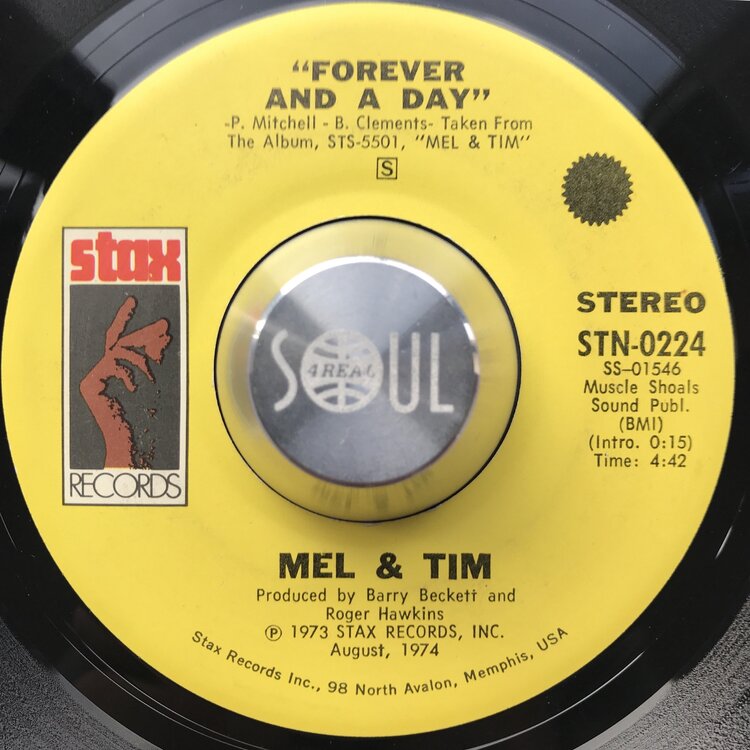 "FOREVER
AND A DAY"
-P. Mitchell - B. Clements- Taken From
The Album, STS-5501, "MEL & TIM"
S
stax
RECORDS
SOUL
4 REAL
STEREO
STN-0224
SS-01546
Muscle Shoals
Sound Publ.
(BMI)
(Intro. 0:15)
Time: 4:42
MEL & TIM
Produced by Barry Beckett and
Roger Hawkins
Ⓟ 1973 STAX RECORDS, INC.
August, 1974
Stax Records Inc., 98 North Avalon, Memphis, USA